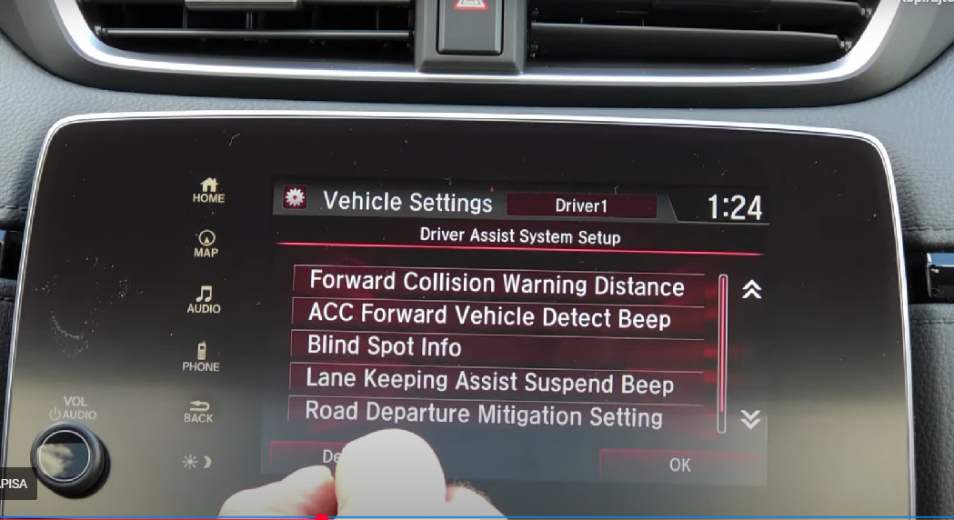 HOME
MAP
AUDIO
PHONE
BACK
VOL
AUDIO
Vehicle Settings
Driver1
1:24
Driver Assist System Setup
Forward Collision Warning Distance
ACC Forward Vehicle Detect Beep
Blind Spot Info
Lane Keeping Assist Suspend Beep
Road Departure Mitigation Setting
OK